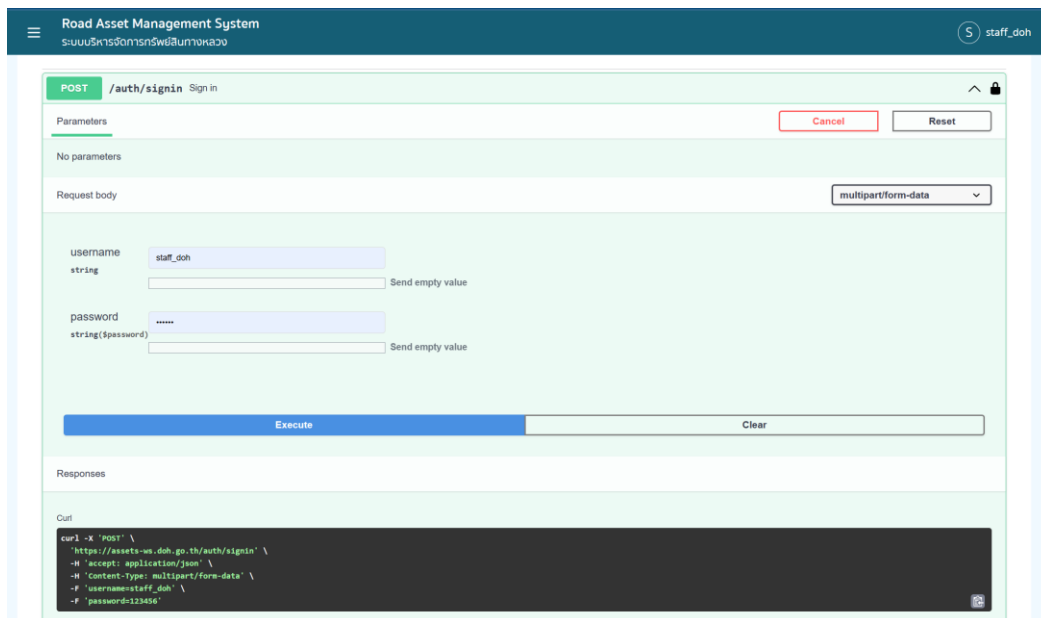 Road Asset Management System
ระบบบริหารจัดการทรัพย์สินทางหลวง
S staff_doh
POST /auth/signin Sign in
Parameters
Cancel
Reset
No parameters
Request body
multipart/form-data
username
string
staff_doh
Send empty value
password
string($password)
••••••
Send empty value
Execute
Clear
Responses
Curl
curl -X 'POST' \
'https://assets-ws.doh.go.th/auth/signin' \
-H 'accept: application/json' \
-H 'Content-Type: multipart/form-data' \
-F 'username=staff_doh' \
-F 'password=123456'